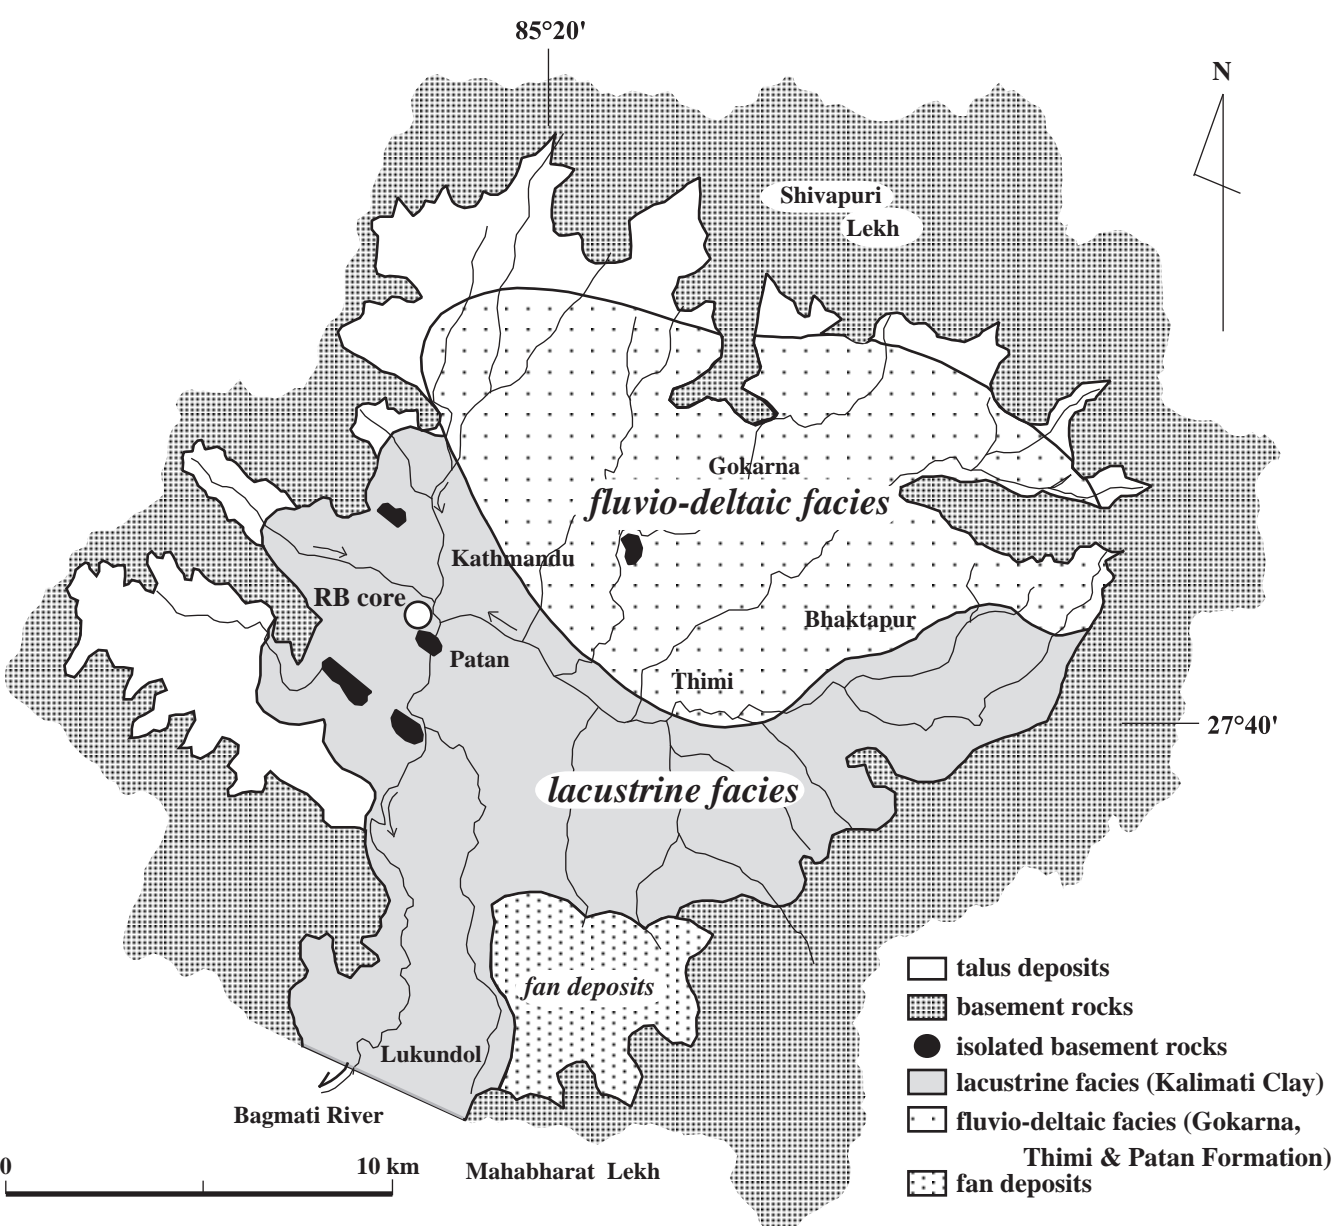 85°20'
N
Shivapuri
Lekh
Gokarna
fluvio-deltaic facies
Kathmandu
RB core
Bhaktapur
Patan
Thimi
27°40'
lacustrine facies
fan deposits
Lukundol
Bagmati River
0 10 km
Mahabharat Lekh
talus deposits
basement rocks
isolated basement rocks
lacustrine facies (Kalimati Clay)
fluvio-deltaic facies (Gokarna,
Thimi & Patan Formation)
fan deposits